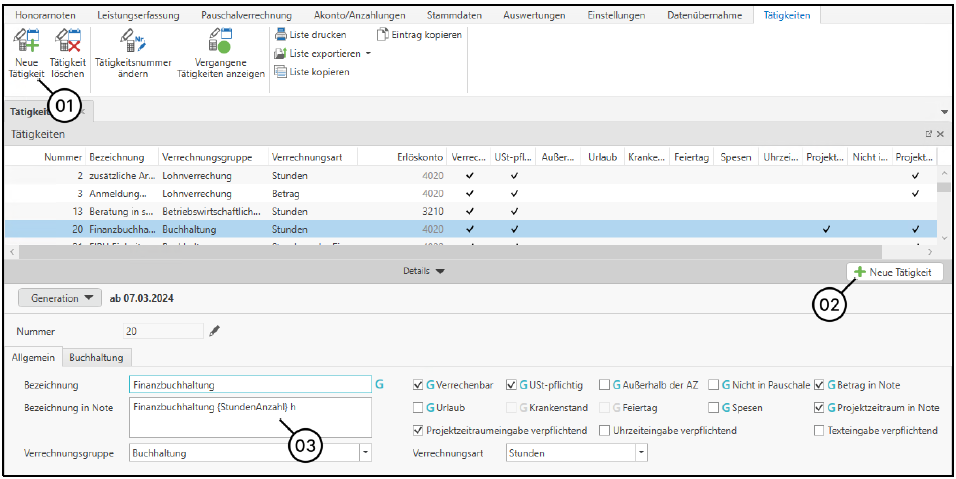 Honorarnoten Leistungserfassung Pauschalverrechnung Akonto/Anzahlungen Stammdaten Auswertungen Einstellungen Datenübernahme Tätigkeiten
Neue Tätigkeit
Tätigkeit löschen
Tätigkeitsnummer ändern
Vergangene Tätigkeiten anzeigen
Liste drucken
Liste exportieren
Liste kopieren
Eintrag kopieren
01
Tätigkeiten
Nummer Bezeichnung Verrechnungsgruppe Verrechnungsart Erlöskonto Verrec... USt-pfl... Außer... Urlaub Kranke... Feiertag Spesen Uhrzei... Projekt... Nicht i... Projekt...
2 zusätzliche Ar... Lohnverrechung Stunden 4020 ✓ ✓ ✓
3 Anmeldung... Lohnverrechung Betrag 4020 ✓ ✓ ✓
13 Beratung in s... Betriebswirtschaftlich... Stunden 3210 ✓ ✓
20 Finanzbuchha... Buchhaltung Stunden 4020 ✓ ✓ ✓ ✓
Details
Neue Tätigkeit
02
Generation ab 07.03.2024
Nummer 20
Allgemein Buchhaltung
Bezeichnung Finanzbuchhaltung G
Bezeichnung in Note Finanzbuchhaltung {StundenAnzahl} h
03
Verrechnungsgruppe Buchhaltung
G Verrechenbar G USt-pflichtig G Außerhalb der AZ G Nicht in Pauschale G Betrag in Note
G Urlaub G Krankenstand G Feiertag G Spesen G Projektzeitraum in Note
Projektzeitraumeingabe verpflichtend Uhrzeiteingabe verpflichtend Texteingabe verpflichtend
Verrechnungsart Stunden